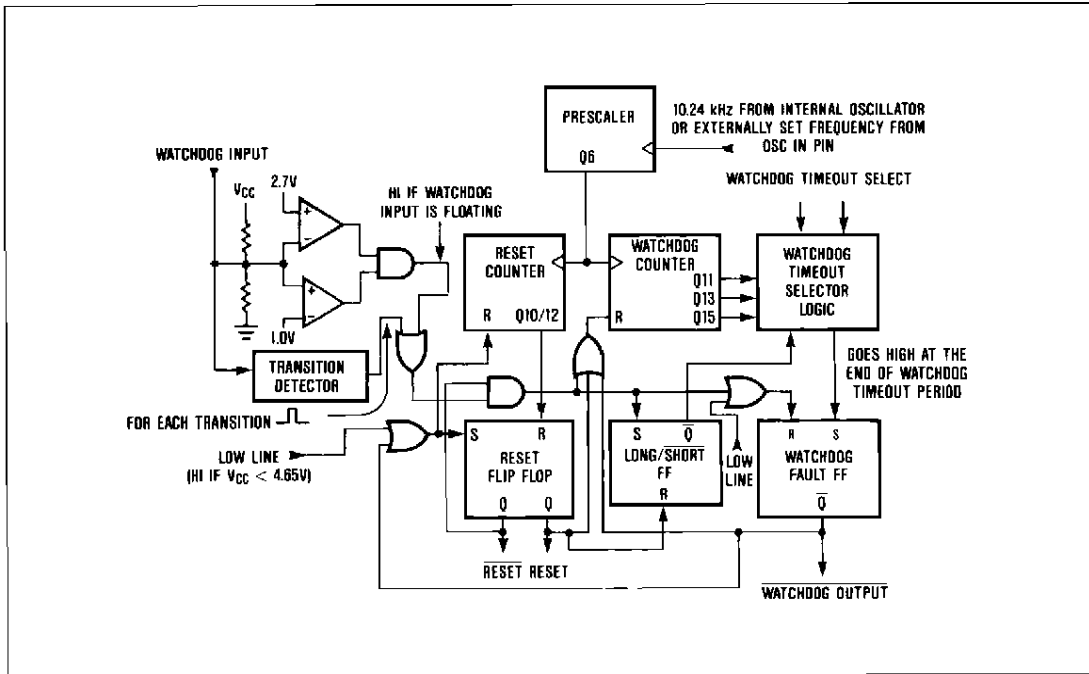 PRESCALER
Q6
10.24 kHz FROM INTERNAL OSCILLATOR
OR EXTERNALLY SET FREQUENCY FROM
OSC IN PIN
WATCHDOG INPUT
VCC
2.7V
+
−
+
−
1.0V
HI IF WATCHDOG
INPUT IS FLOATING
WATCHDOG TIMEOUT SELECT
RESET
COUNTER
R
Q10/12
WATCHDOG
COUNTER
Q11
Q13
Q15
R
WATCHDOG
TIMEOUT
SELECTOR
LOGIC
TRANSITION
DETECTOR
GOES HIGH AT THE
END OF WATCHDOG
TIMEOUT PERIOD
FOR EACH TRANSITION
LOW LINE
(HI IF VCC < 4.65V)
S R
RESET
FLIP FLOP
Q Q
S Q̅
LONG/S̅H̅O̅R̅T̅
FF
R
LOW
LINE
R S
WATCHDOG
FAULT FF
Q̅
R̅E̅S̅E̅T̅ RESET
W̅A̅T̅C̅H̅D̅O̅G̅ O̅U̅T̅P̅U̅T̅